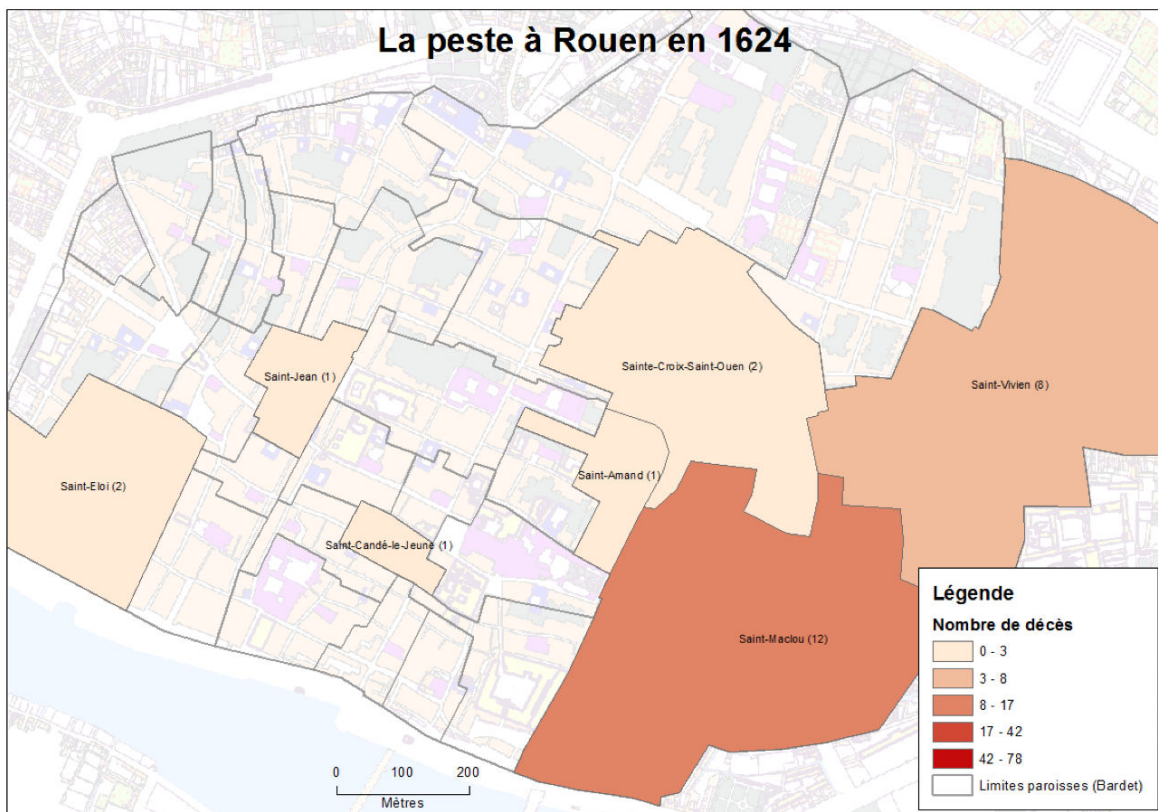 La peste à Rouen en 1624
Saint-Jean (1)
Sainte-Croix-Saint-Ouen (2)
Saint-Vivien (8)
Saint-Eloi (2)
Saint-Amand (1)
Saint-Candé-le-Jeune (1)
Saint-Maclou (12)
Légende
Nombre de décès
0 - 3
3 - 8
8 - 17
17 - 42
42 - 78
Limites paroisses (Bardet)
0 100 200
Mètres